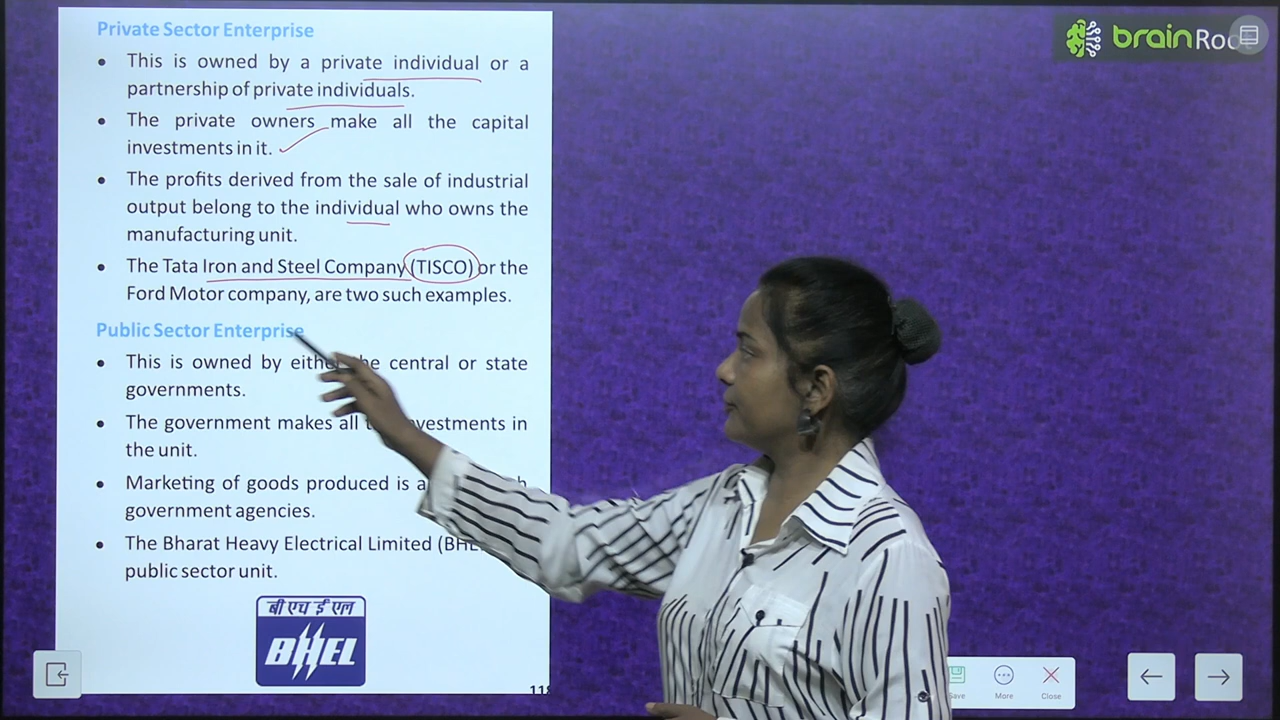 Private Sector Enterprise
• This is owned by a private individual or a
partnership of private individuals.
• The private owners make all the capital
investments in it.
• The profits derived from the sale of industrial
output belong to the individual who owns the
manufacturing unit.
• The Tata Iron and Steel Company (TISCO) or the
Ford Motor company, are two such examples.
Public Sector Enterprise
• This is owned by either the central or state
governments.
• The government makes all investments in
the unit.
• Marketing of goods produced is
government agencies.
• The Bharat Heavy Electrical Limited
public sector unit.
बी एच ई एल
BHEL
brain
More
Close